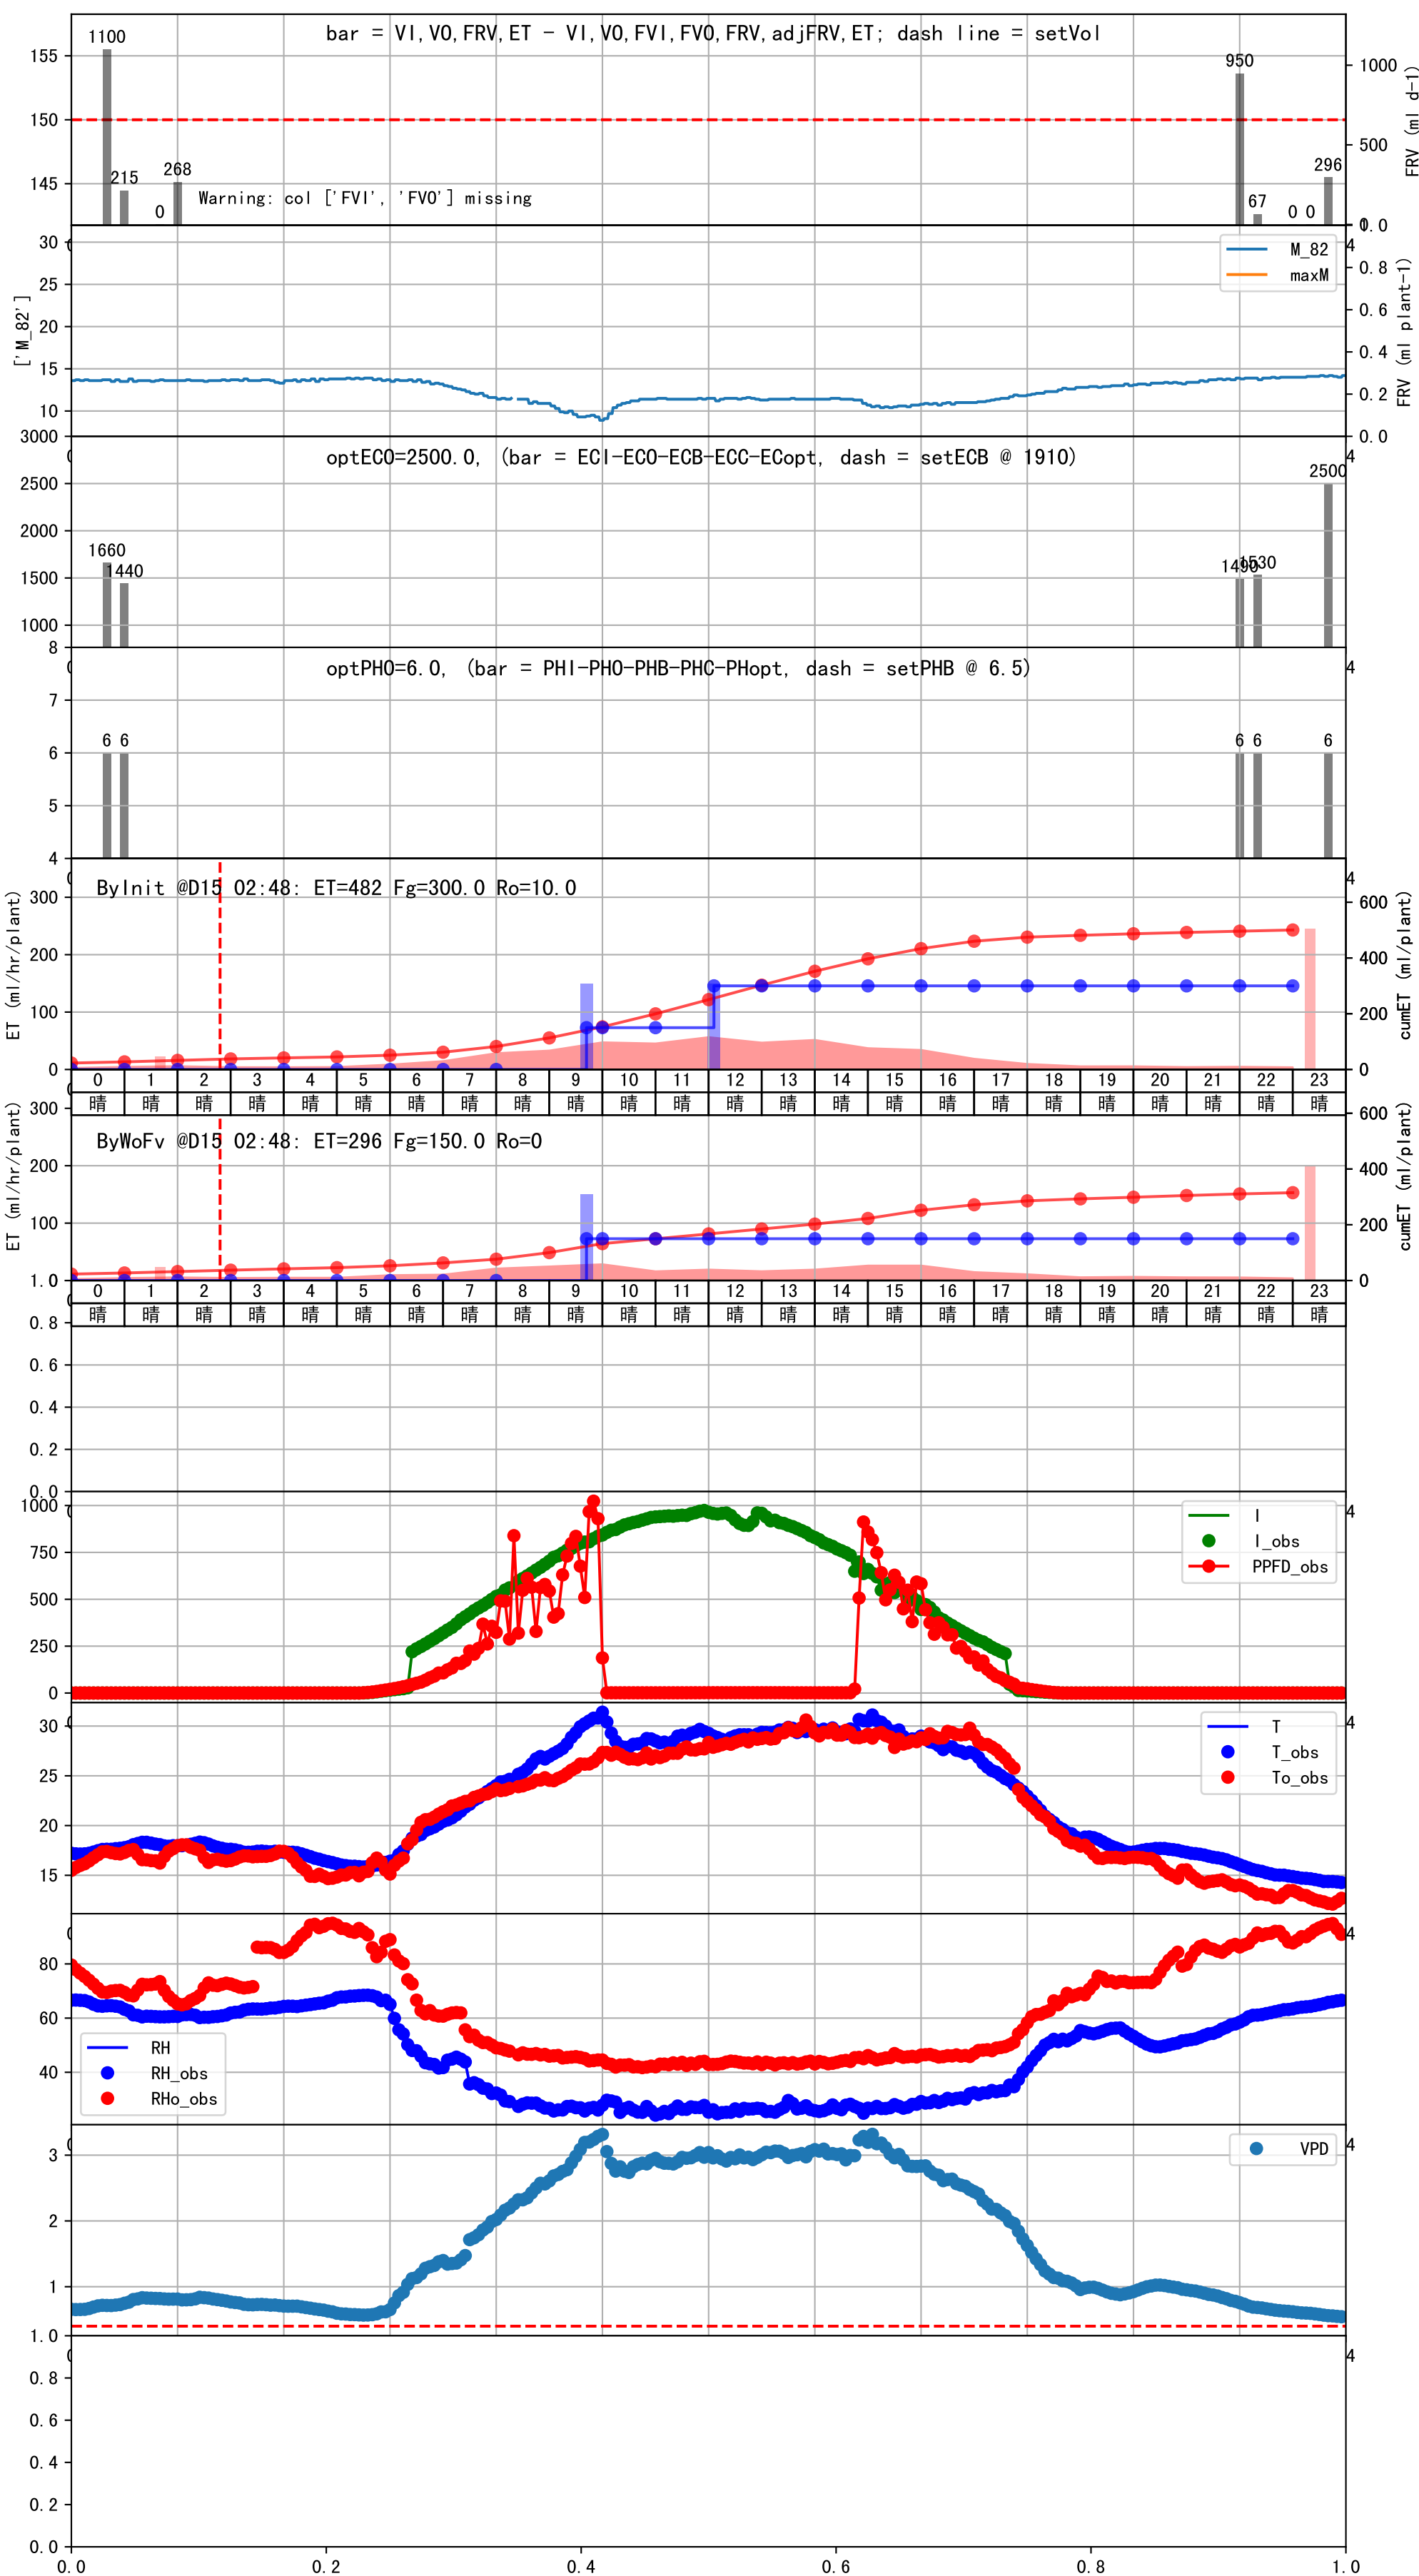 bar = VI,VO,FRV,ET - VI,VO,FVI,FVO,FRV,adjFRV,ET; dash line = setVol
1100
215
0
268
950
67
0 0
296
Warning: col ['FVI', 'FVO'] missing
155
150
145
1000
500
FRV (ml d-1)
['M_82']
30
25
20
15
10
M_82
maxM
0.8
0.6
0.4
0.2
0.0
FRV (ml plant-1)
optECO=2500.0, (bar = ECI-ECO-ECB-ECC-ECopt, dash = setECB @ 1910)
3000
2500
2000
1500
1000
1660
1440
1490
1530
2500
optPHO=6.0, (bar = PHI-PHO-PHB-PHC-PHopt, dash = setPHB @ 6.5)
8
7
6
5
4
6 6
6 6
6
ByInit @D15 02:48: ET=482 Fg=300.0 Ro=10.0
ET (ml/hr/plant)
300
200
100
0
600
400
200
0
cumET (ml/plant)
0 1 2 3 4 5 6 7 8 9 10 11 12 13 14 15 16 17 18 19 20 21 22 23
晴 晴 晴 晴 晴 晴 晴 晴 晴 晴 晴 晴 晴 晴 晴 晴 晴 晴 晴 晴 晴 晴 晴 晴
ByWoFv @D15 02:48: ET=296 Fg=150.0 Ro=0
ET (ml/hr/plant)
300
200
100
600
400
200
0
cumET (ml/plant)
0 1 2 3 4 5 6 7 8 9 10 11 12 13 14 15 16 17 18 19 20 21 22 23
晴 晴 晴 晴 晴 晴 晴 晴 晴 晴 晴 晴 晴 晴 晴 晴 晴 晴 晴 晴 晴 晴 晴 晴
1.0
0.8
0.6
0.4
0.2
0.0
1000
750
500
250
0
I
I_obs
PPFD_obs
30
25
20
15
T
T_obs
To_obs
80
60
40
RH
RH_obs
RHo_obs
3
2
1
VPD
1.0
0.8
0.6
0.4
0.2
0.0
0.0 0.2 0.4 0.6 0.8 1.0